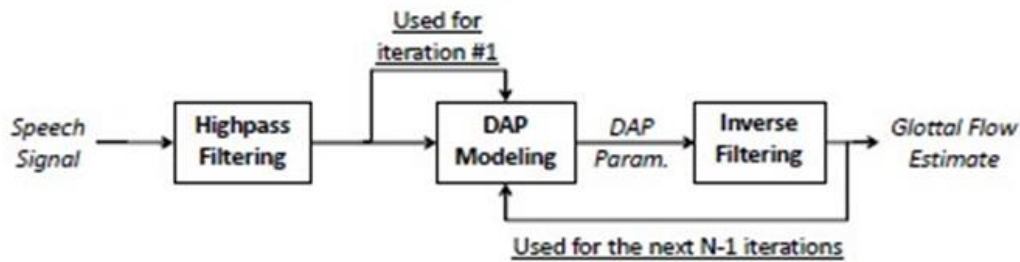 Used for
iteration #1
Speech
Signal
Highpass
Filtering
DAP
Modeling
DAP
Param.
Inverse
Filtering
Glottal Flow
Estimate
Used for the next N-1 iterations